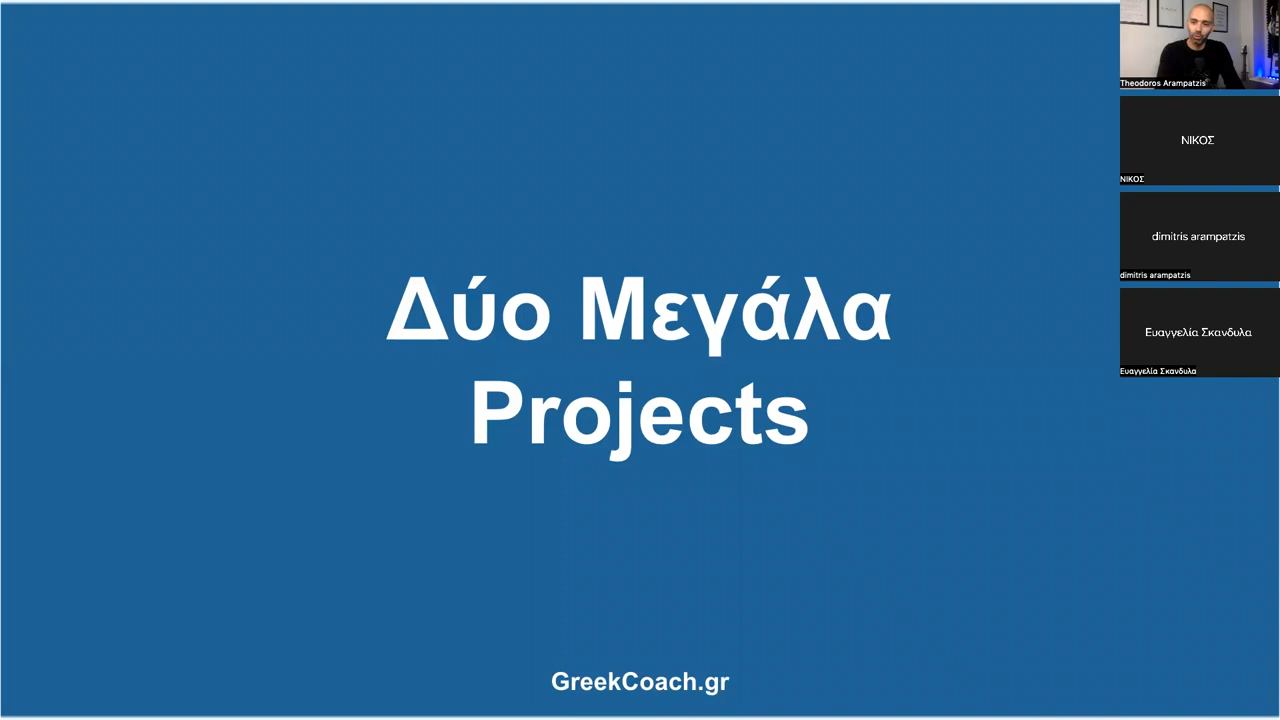 Δύο Μεγάλα
Projects
GreekCoach.gr
Theodoros Arampatzis
ΝΙΚΟΣ
ΝΙΚΟΣ
dimitris arampatzis
dimitris arampatzis
Ευαγγελία Σκανδυλα
Ευαγγελία Σκανδυλα